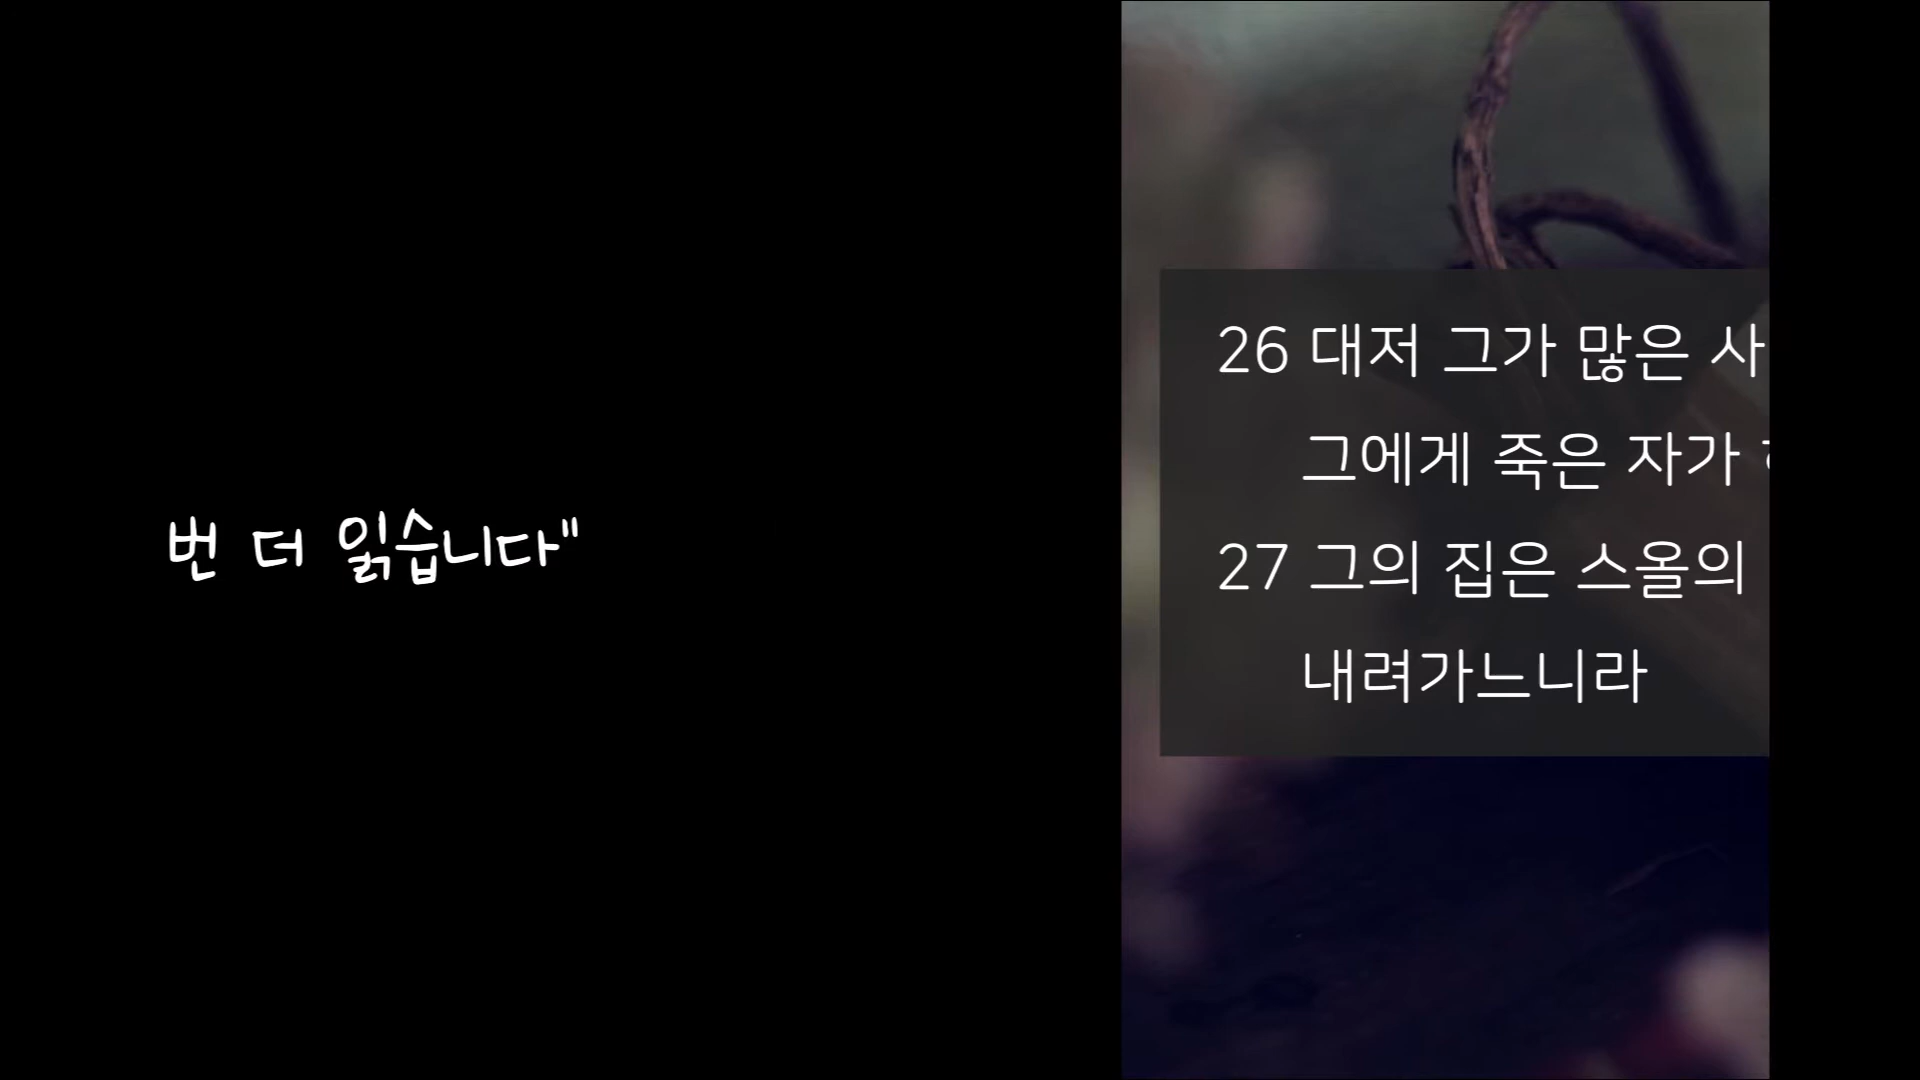 번 더 읽습니다"
26 대저 그가 많은 사
그에게 죽은 자가
27 그의 집은 스올의
내려가느니라